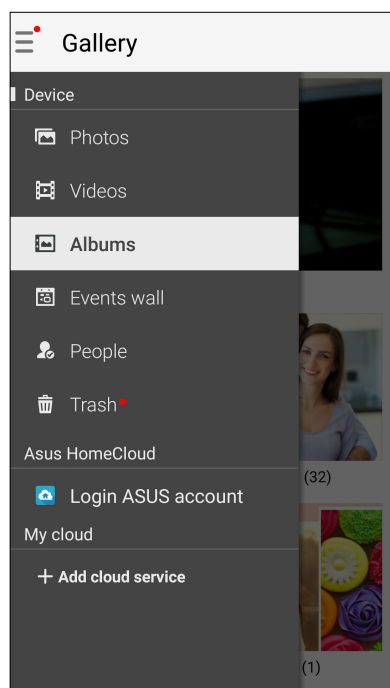 Gallery
Device
Photos
Videos
Albums
Events wall
People
Trash
Asus HomeCloud
Login ASUS account
(32)
My cloud
+ Add cloud service
(1)